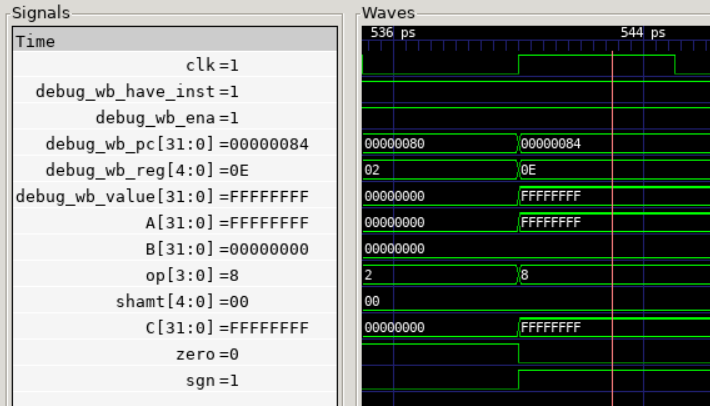 Signals
Waves
Time
536 ps
544 ps
clk=1
debug_wb_have_inst=1
debug_wb_ena=1
debug_wb_pc[31:0]=00000084
00000080
00000084
debug_wb_reg[4:0]=0E
02
0E
debug_wb_value[31:0]=FFFFFFFF
00000000
FFFFFFFF
A[31:0]=FFFFFFFF
00000000
FFFFFFFF
B[31:0]=00000000
00000000
op[3:0]=8
2
8
shamt[4:0]=00
00
C[31:0]=FFFFFFFF
00000000
FFFFFFFF
zero=0
sgn=1